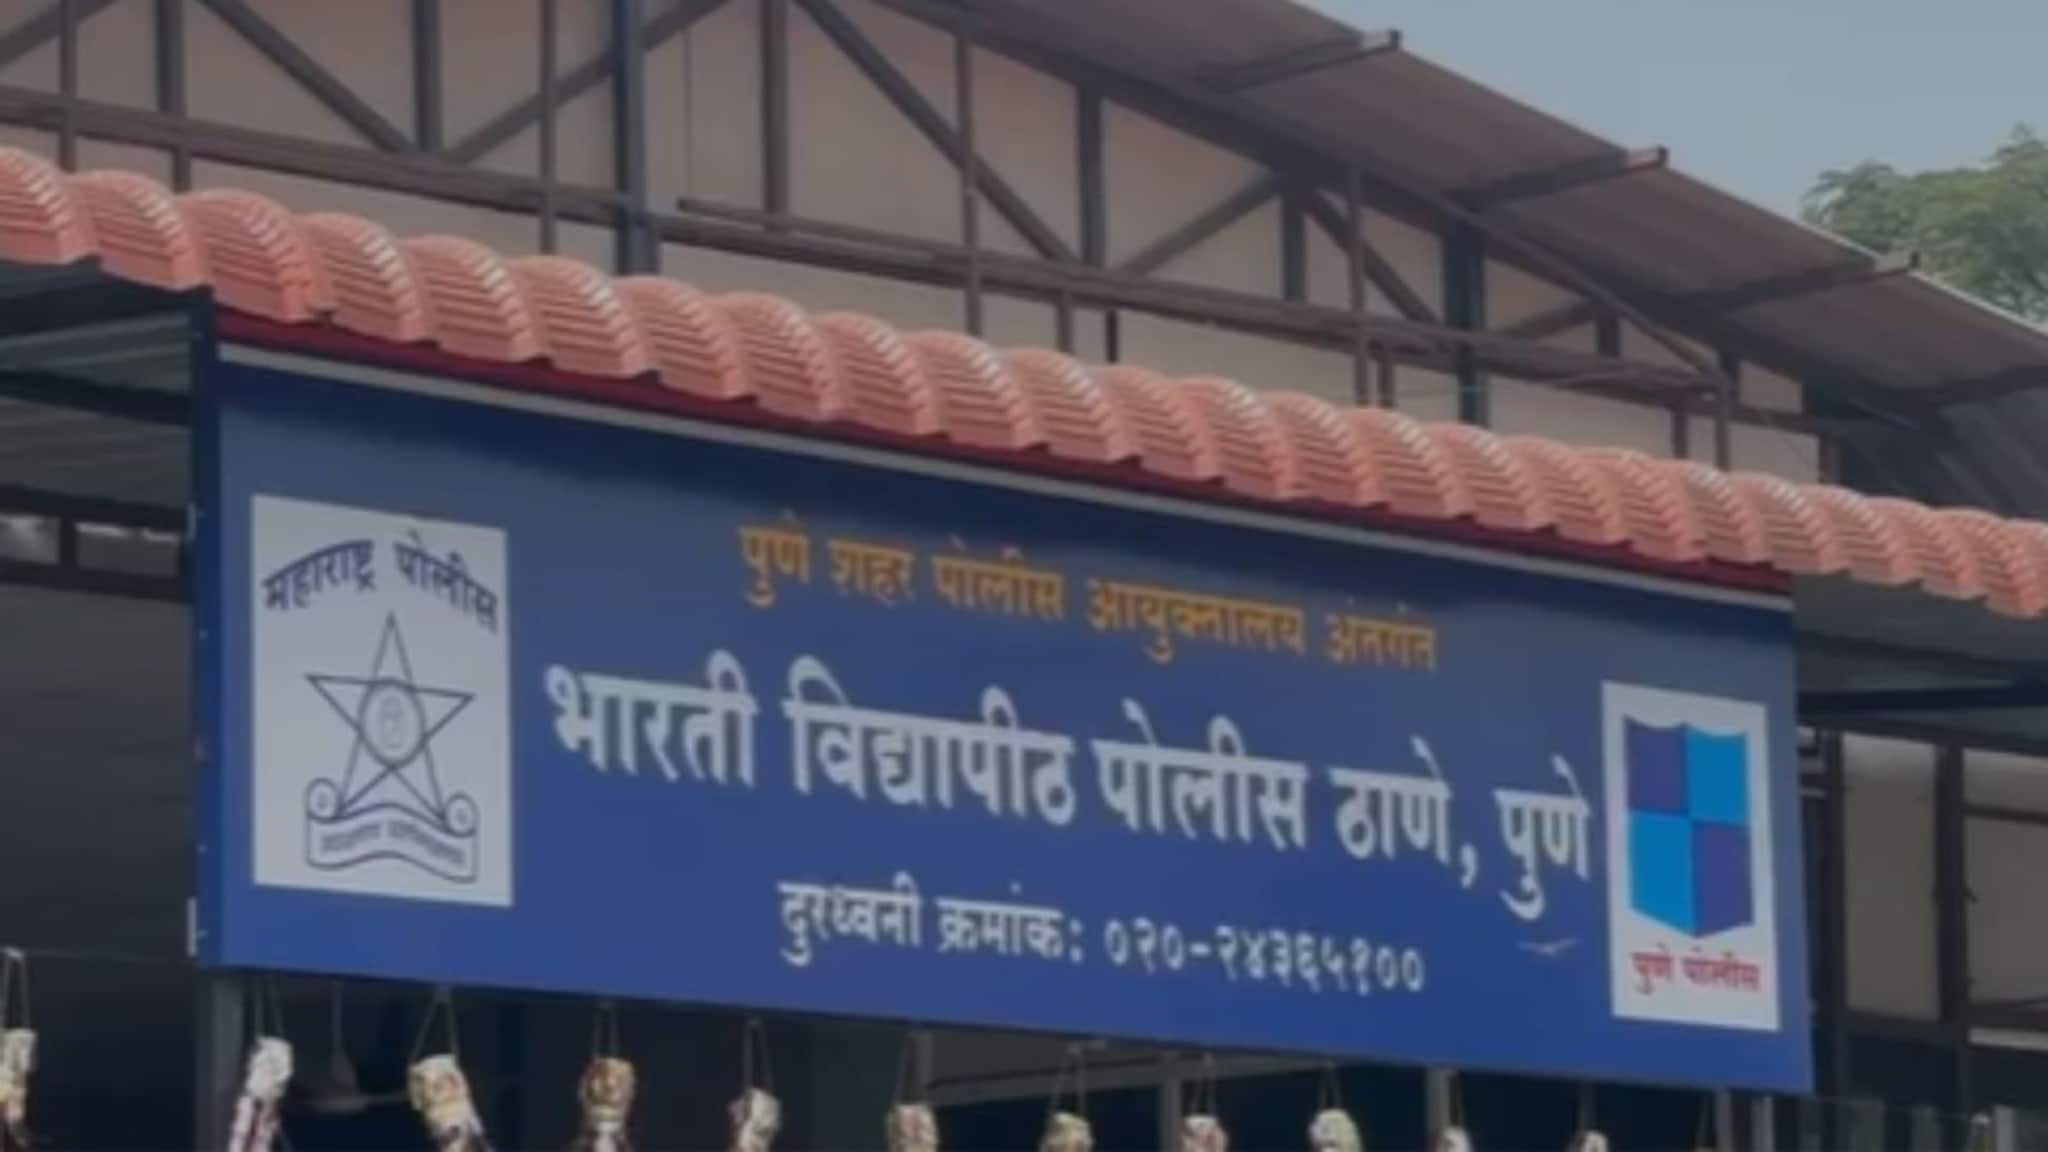 महाराष्ट्र पोलीस
पुणे शहर पोलीस आयुक्तालय अंतर्गत
भारती विद्यापीठ पोलीस ठाणे, पुणे
दुरध्वनी क्रमांक: ०२०-२४३६५१००
पुणे पोलीस